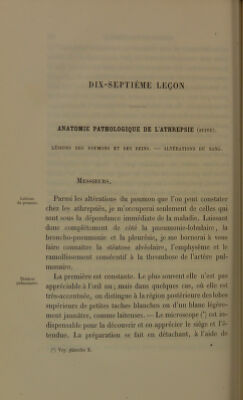 DIX-SEPTIÈME LEÇON
ANATOMIE PATHOLOGIQUE DE L'ATHREPSIE (SUITE).
LÉSIONS DES POUMONS ET DES REINS. — ALTÉRATIONS DU SANG.
MESSIEURS,
Lésions
du poumon.
Parmi les altérations du poumon que l'on peut constater
chez les athrepsiés, je m'occuperai seulement de celles qui
sont sous la dépendance immédiate de la maladie. Laissant
donc complétement de côté la pneumonie-lobulaire, la
broncho-pneumonie et la pleurésie, je me bornerai à vous
faire connaître la stéatose alvéolaire, l'emphysème et le
ramollissement consécutif à la thrombose de l'artère pul-
monaire.
Stéatose
pulmonaire.
La première est constante. Le plus souvent elle n'est pas
appréciable à l'œil nu; mais dans quelques cas, où elle est
très-accentuée, on distingue à la région postérieure des lobes
supérieurs de petites taches blanches ou d'un blanc légère-
ment jaunâtre, comme laiteuses. — Le microscope (¹) est in-
dispensable pour la découvrir et en apprécier le siége et l'é-
tendue. La préparation se fait en détachant, à l'aide de
(¹) Voy. planche X.